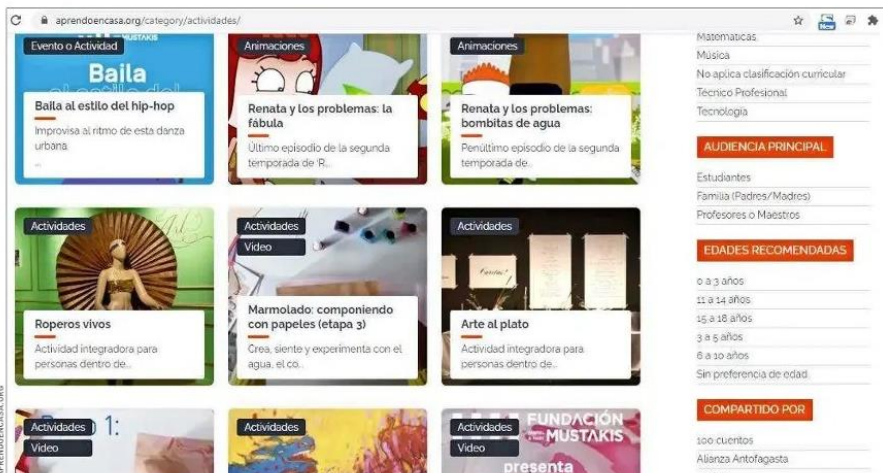 aprendoencasa.org/category/actividades/
New
Evento o Actividad
MUSTAKIS
Baila
Baila al estilo del hip-hop
Improvisa al ritmo de esta danza
urbana.
...
Animaciones
Renata y los problemas: la
fábula
Último episodio de la segunda
temporada de 'R...
Animaciones
Renata y los problemas:
bombitas de agua
Penúltimo episodio de la segunda
temporada de...
Actividades
Roperos vivos
Actividad integradora para
personas dentro de...
Actividades
Video
Marmolado: componiendo
con papeles (etapa 3)
Crea, siente y experimenta con el
agua, el co...
Actividades
Arte al plato
Actividad integradora para
personas dentro de...
Actividades
1:
Video
Actividades
Actividades
Video
FUNDACIÓN
MUSTAKIS
presenta
Matemáticas
Música
No aplica clasificación curricular
Técnico Profesional
Tecnología
AUDIENCIA PRINCIPAL
Estudiantes
Familia (Padres/Madres)
Profesores o Maestros
EDADES RECOMENDADAS
0 a 3 años
11 a 14 años
15 a 18 años
3 a 5 años
6 a 10 años
Sin preferencia de edad
COMPARTIDO POR
100 cuentos
Alianza Antofagasta